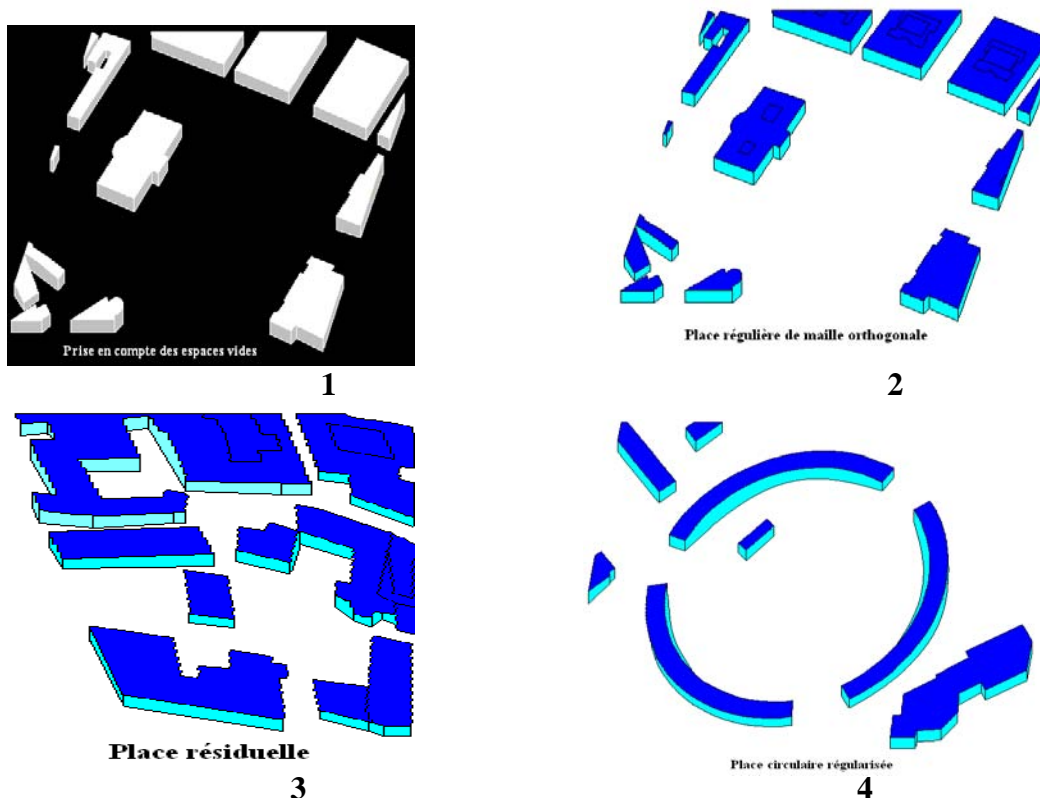 Prise en compte des espaces vides
1
Place régulière de maille orthogonale
2
Place résiduelle
3
Place circulaire régularisée
4